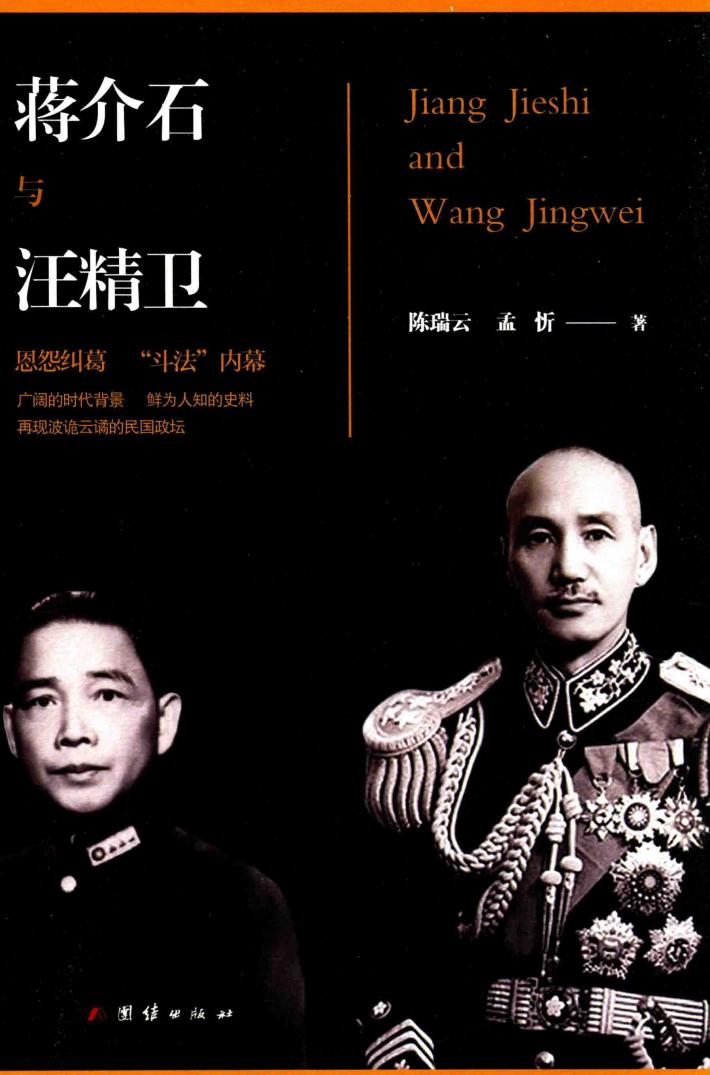 蒋介石
与
汪精卫
恩怨纠葛 “斗法”内幕
广阔的时代背景 鲜为人知的史料
再现波诡云谲的民国政坛
Jiang Jieshi
and
Wang Jingwei
陈瑞云 孟忻 —— 著
團结出版社